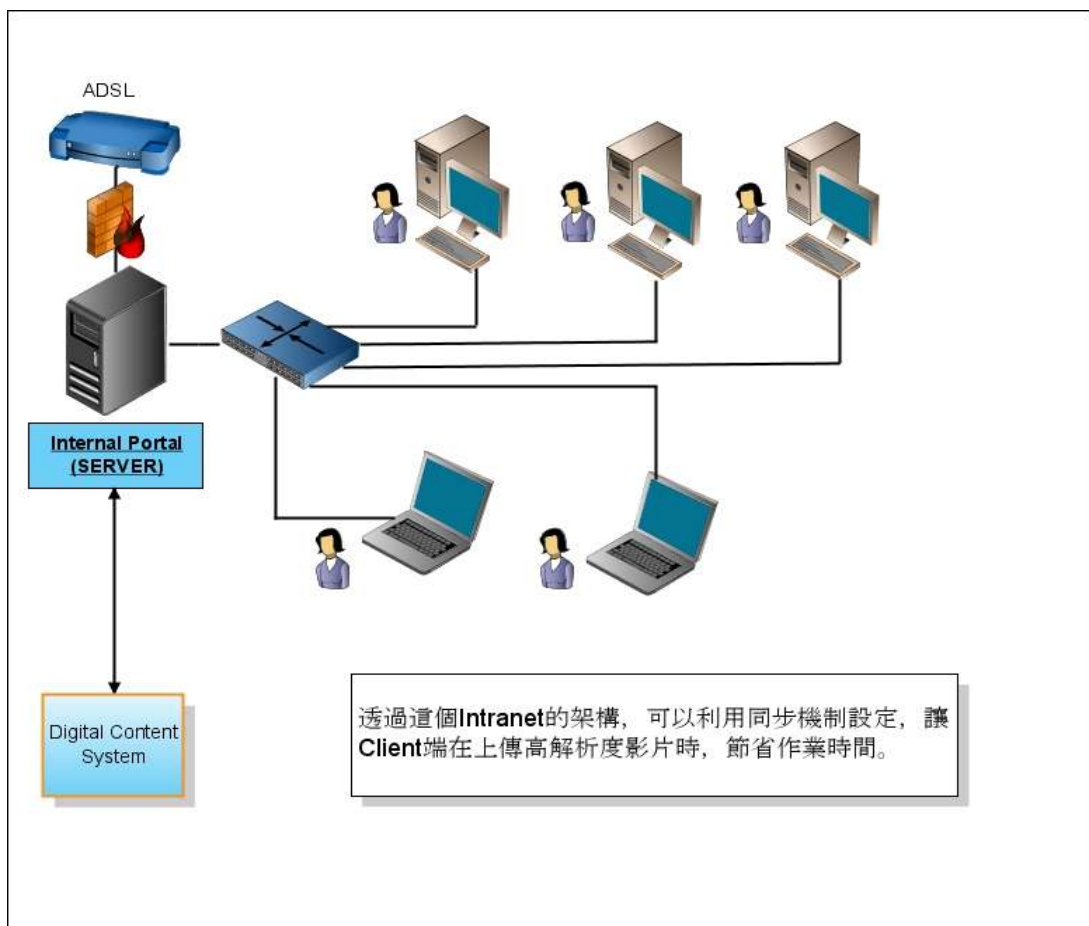 ADSL
Internal Portal
(SERVER)
Digital Content
System
透過這個Intranet的架構，可以利用同步機制設定，讓
Client端在上傳高解析度影片時，節省作業時間。